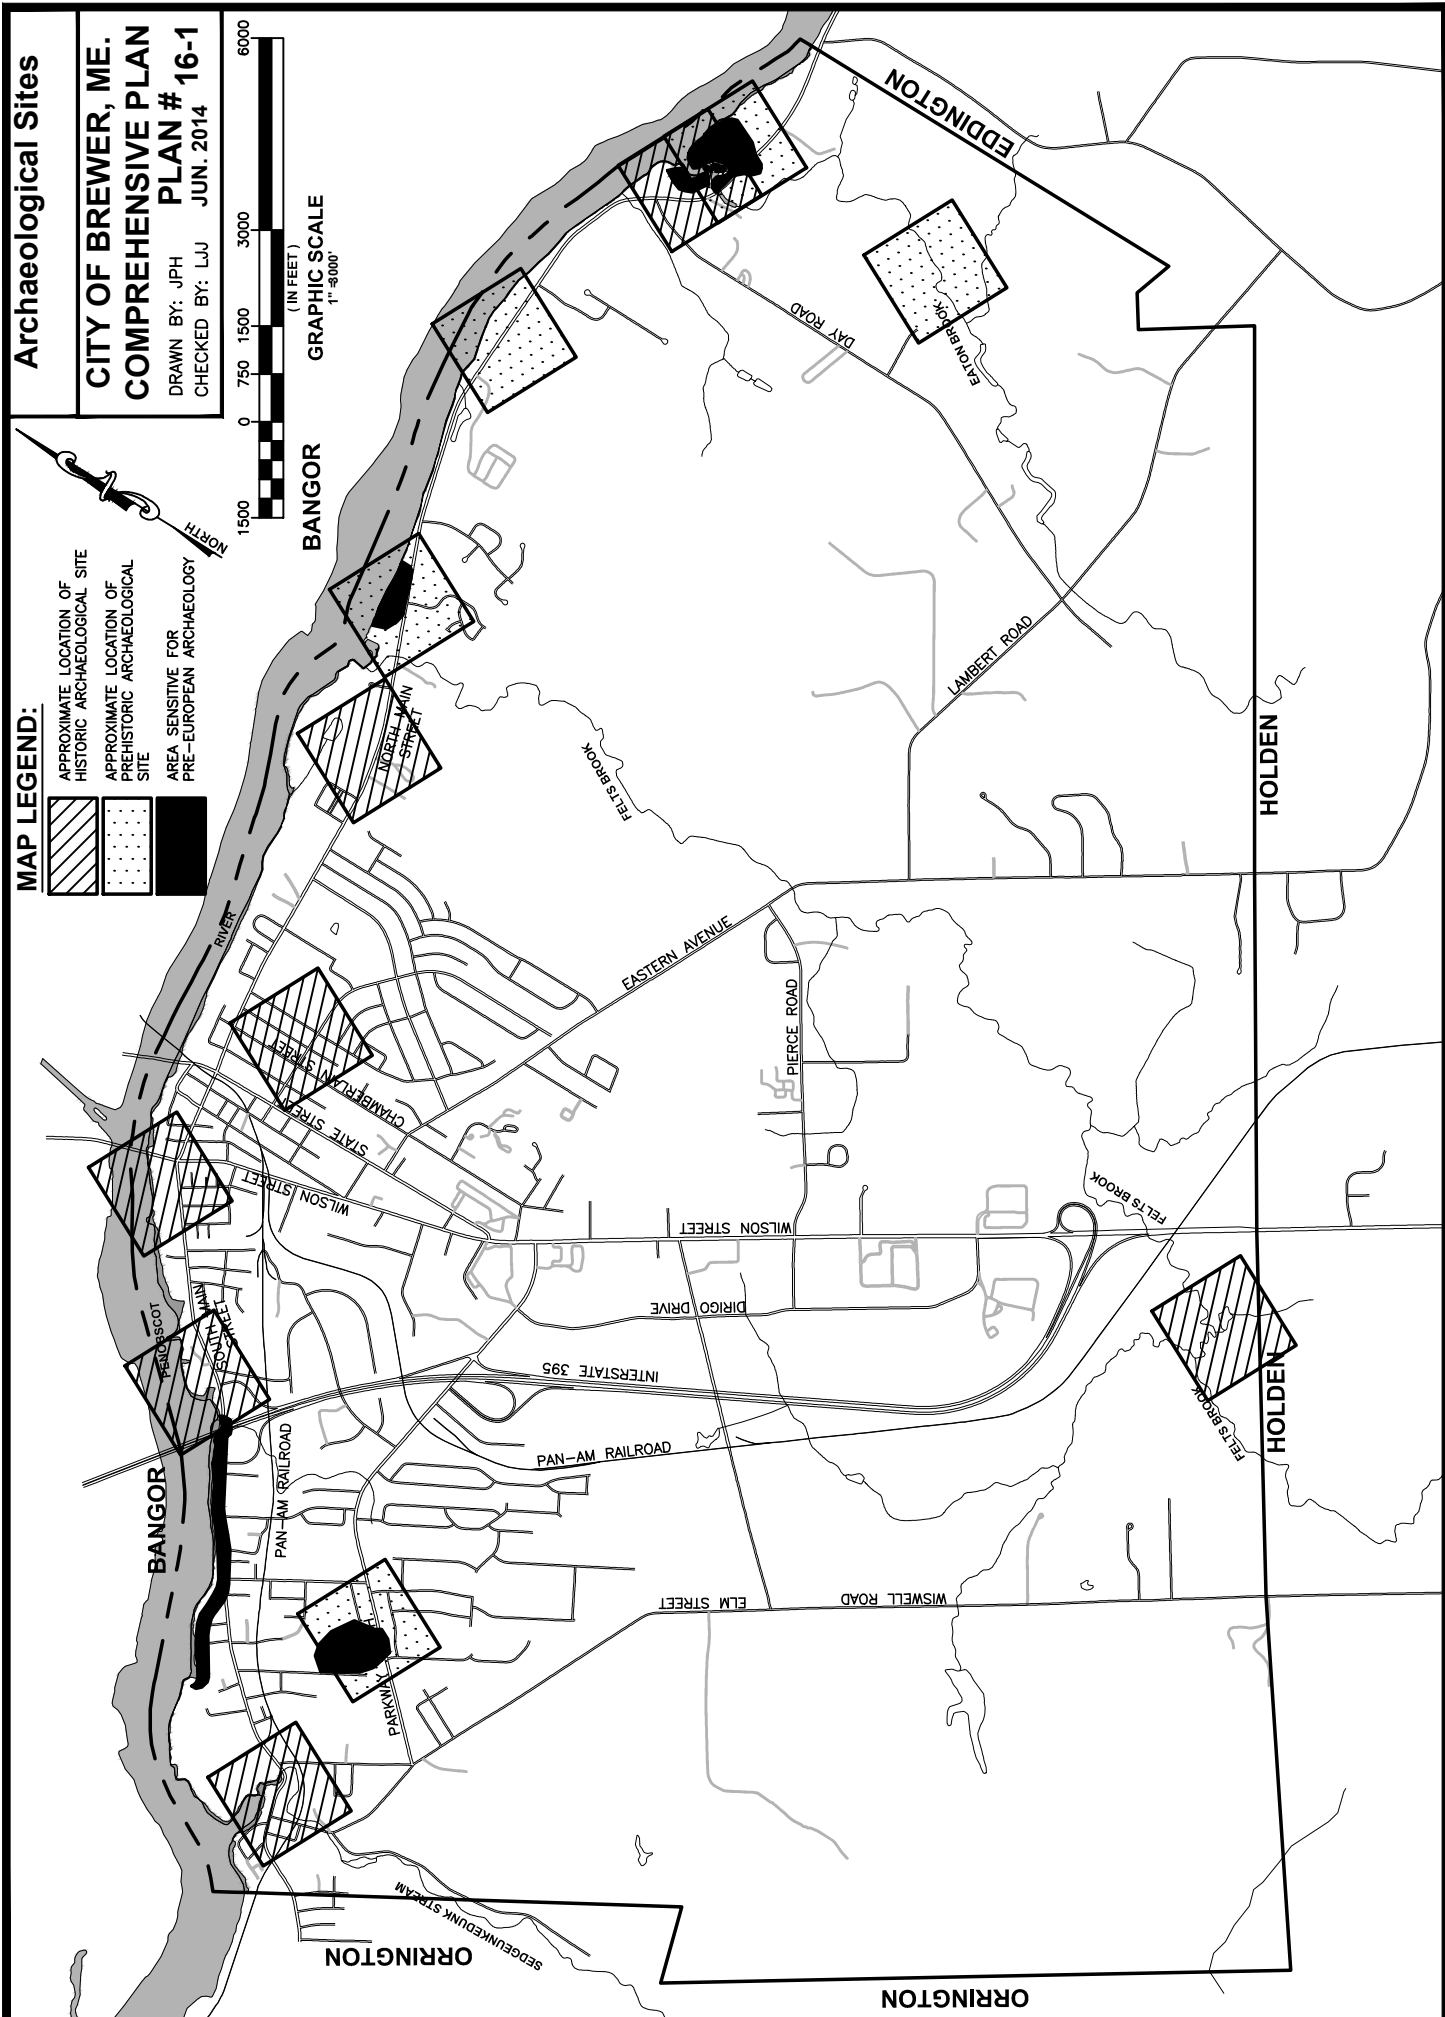 Archaeological Sites
CITY OF BREWER, ME.
COMPREHENSIVE PLAN
PLAN # 16-1
DRAWN BY: JPH
CHECKED BY: LJJ
JUN. 2014
1500 0 750 1500 3000 6000
( IN FEET )
GRAPHIC SCALE
1" =3000'
NORTH
MAP LEGEND:
APPROXIMATE LOCATION OF
HISTORIC ARCHAEOLOGICAL SITE
APPROXIMATE LOCATION OF
PREHISTORIC ARCHAEOLOGICAL
SITE
AREA SENSITIVE FOR
PRE-EUROPEAN ARCHAEOLOGY
BANGOR
EDDINGTON
DAY ROAD
EATON BROOK
LAMBERT ROAD
HOLDEN
NORTH MAIN
STREET
FELTS BROOK
RIVER
EASTERN AVENUE
PIERCE ROAD
CHAMBERLAIN STREET
STATE STREET
WILSON STREET
WILSON STREET
FELTS BROOK
DIRIGO DRIVE
PENOBSCOT
SOUTH MAIN
STREET
INTERSTATE 395
HOLDEN
FELTS BROOK
BANGOR
PAN-AM RAILROAD
PAN-AM RAILROAD
ELM STREET
WISWELL ROAD
PARKWAY
SEDGEUNKEDUNK STREAM
ORRINGTON
ORRINGTON